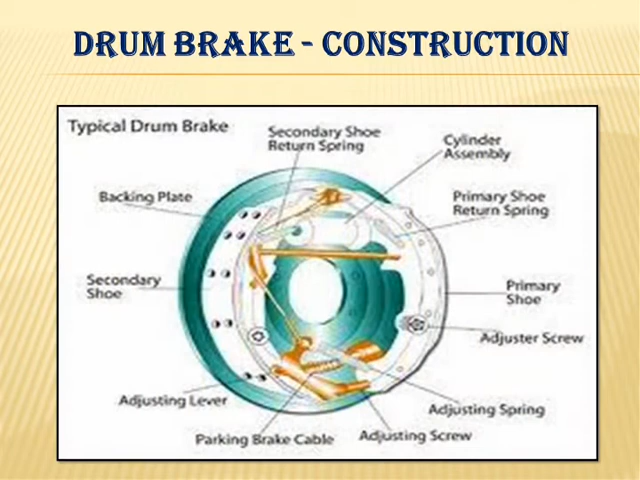 DRUM BRAKE - CONSTRUCTION
Typical Drum Brake
Secondary Shoe
Return Spring
Cylinder
Assembly
Backing Plate
Primary Shoe
Return Spring
Secondary
Shoe
Primary
Shoe
Adjuster Screw
Adjusting Lever
Adjusting Spring
Parking Brake Cable
Adjusting Screw